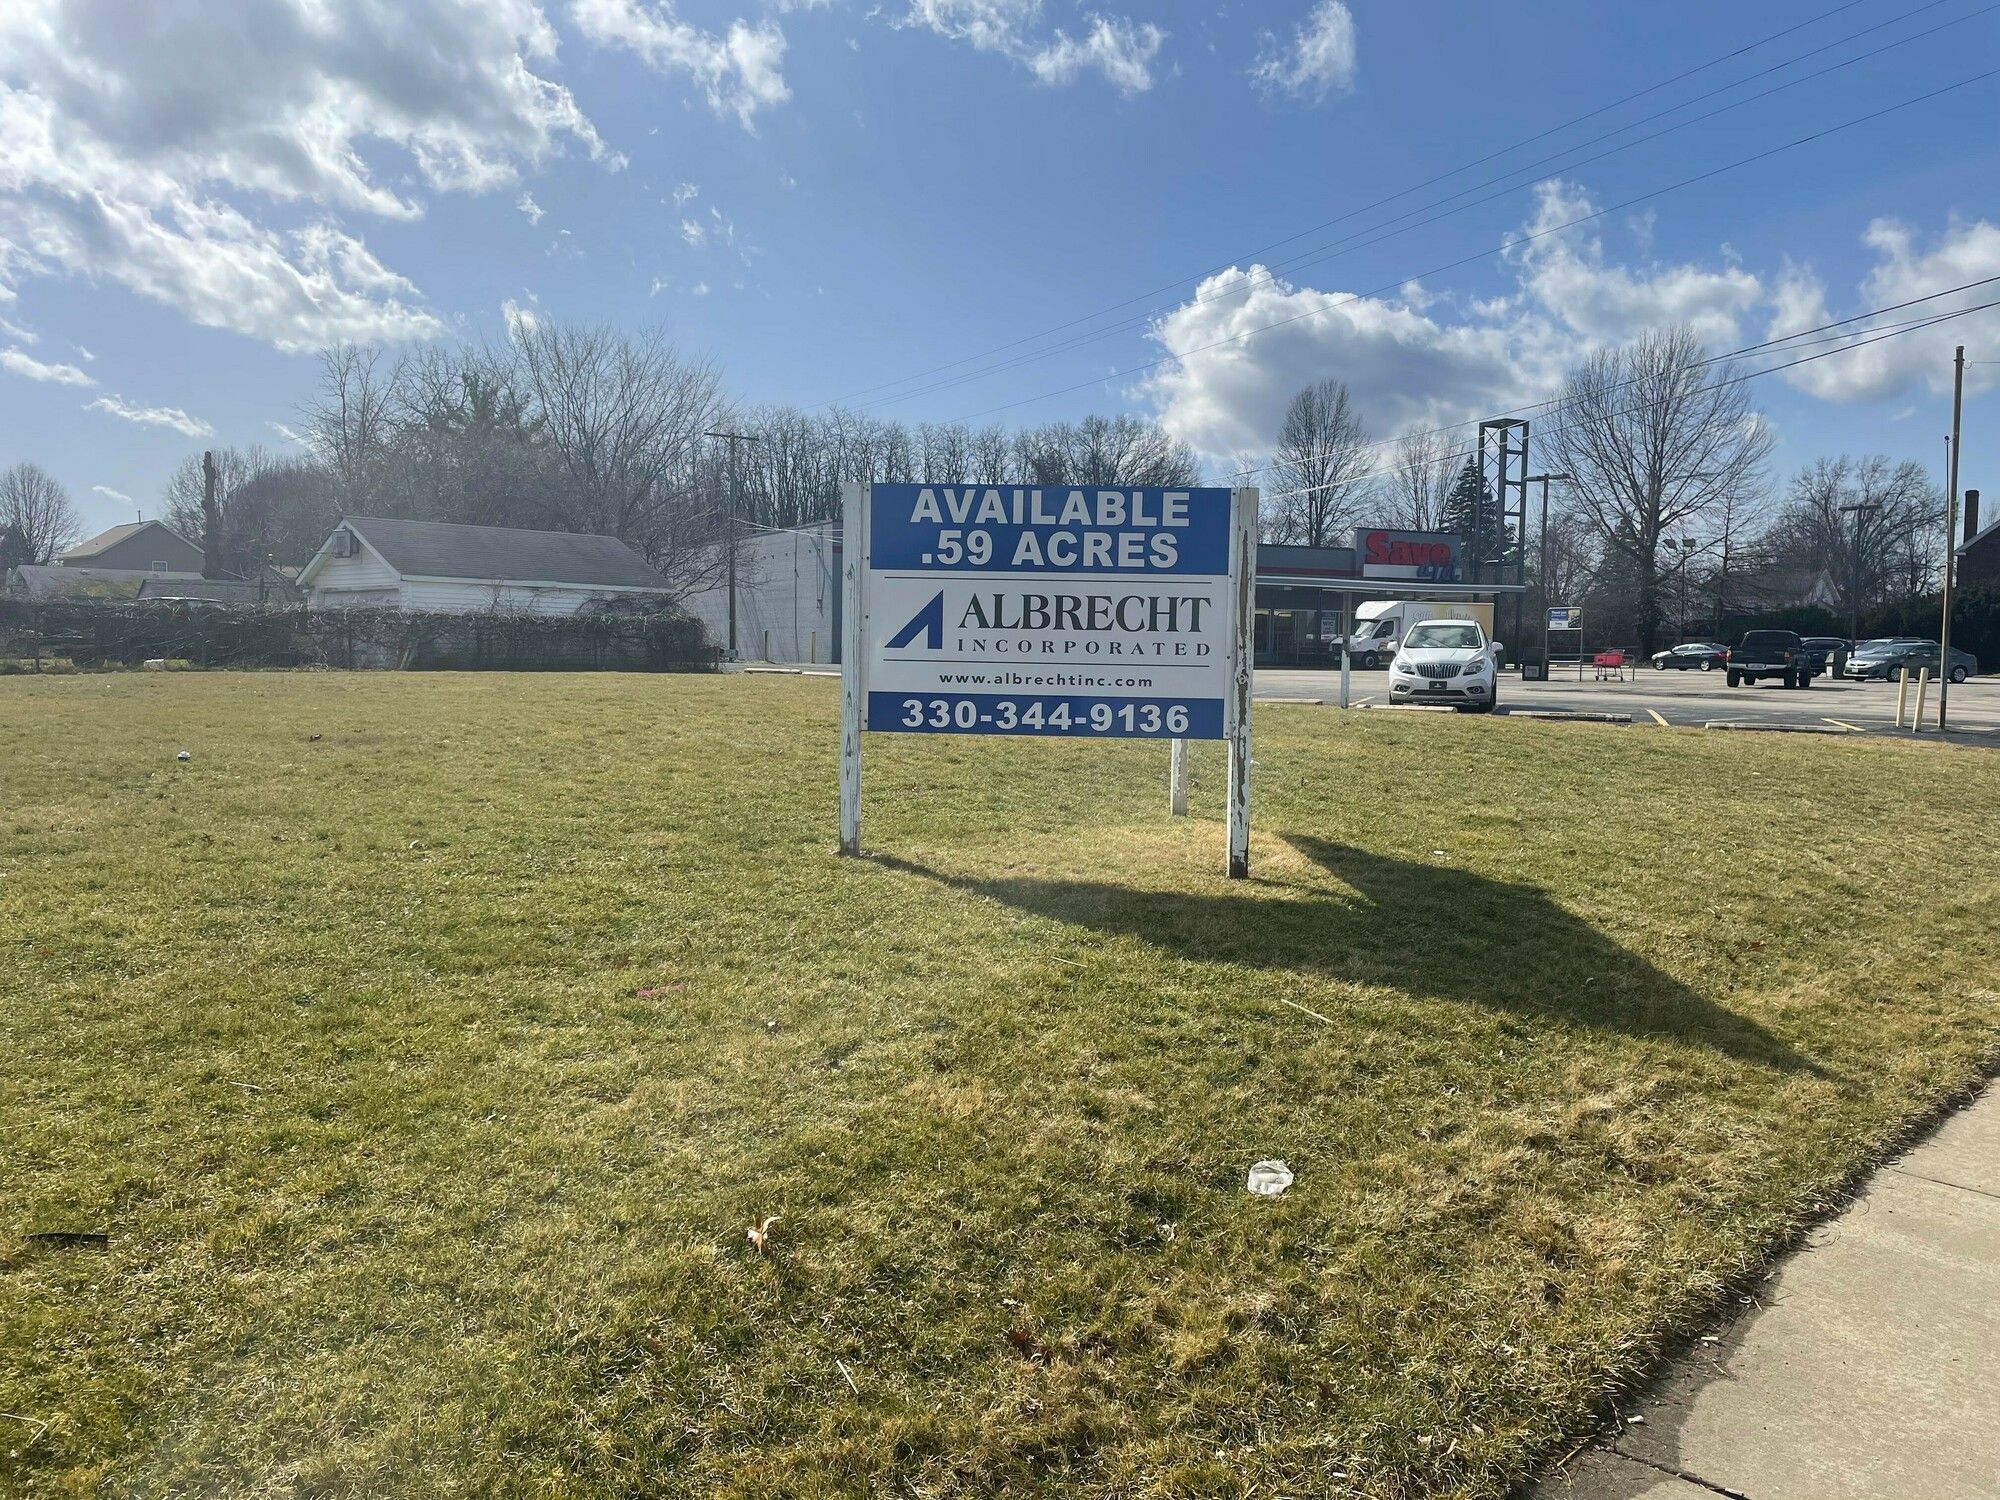 AVAILABLE
.59 ACRES
ALBRECHT
INCORPORATED
www.albrechtinc.com
330-344-9136
Save